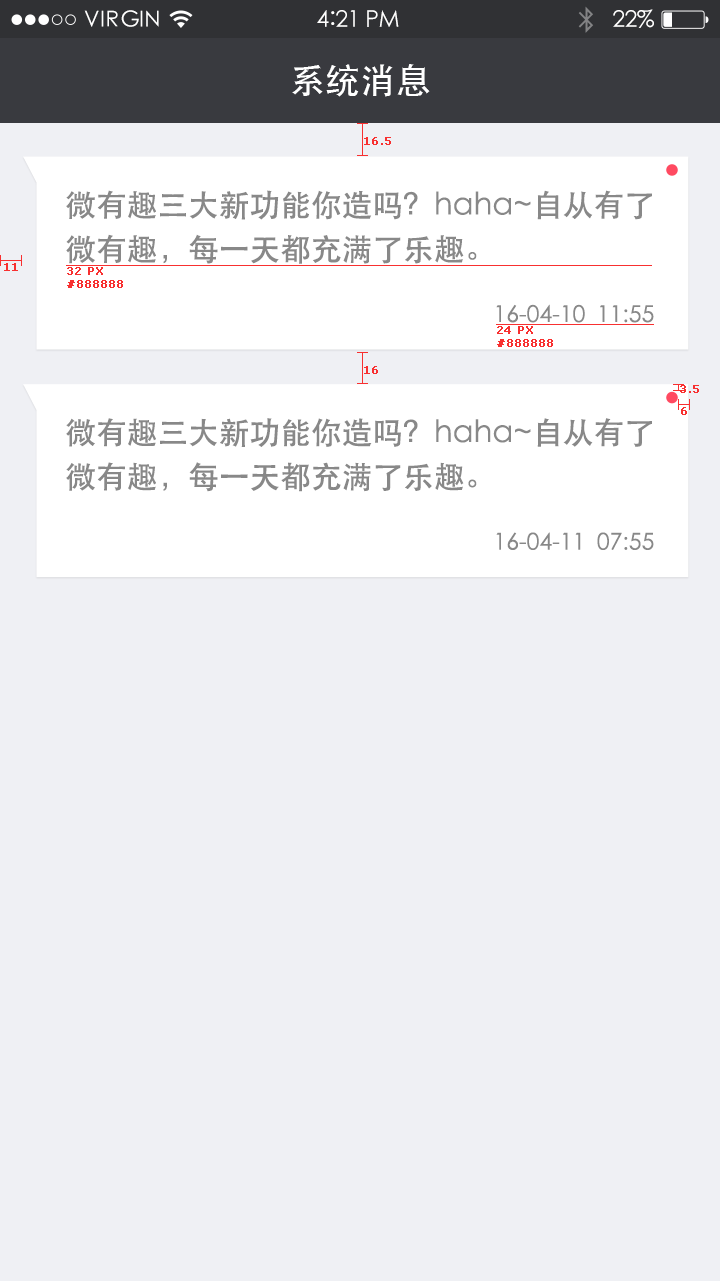 VIRGIN 4:21 PM 22%
系统消息
16.5
微有趣三大新功能你造吗？haha~自从有了
微有趣，每一天都充满了乐趣。
11
32 PX
#888888
16-04-10 11:55
24 PX
#888888
16
3.5
6
微有趣三大新功能你造吗？haha~自从有了
微有趣，每一天都充满了乐趣。
16-04-11 07:55